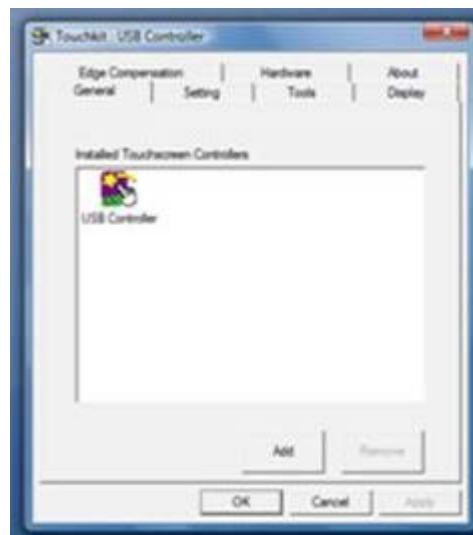 Touchkit : USB Controller
Edge Compensation Hardware About
General Setting Tools Display
Installed Touchscreen Controllers
USB Controller
Add Remove
OK Cancel Apply